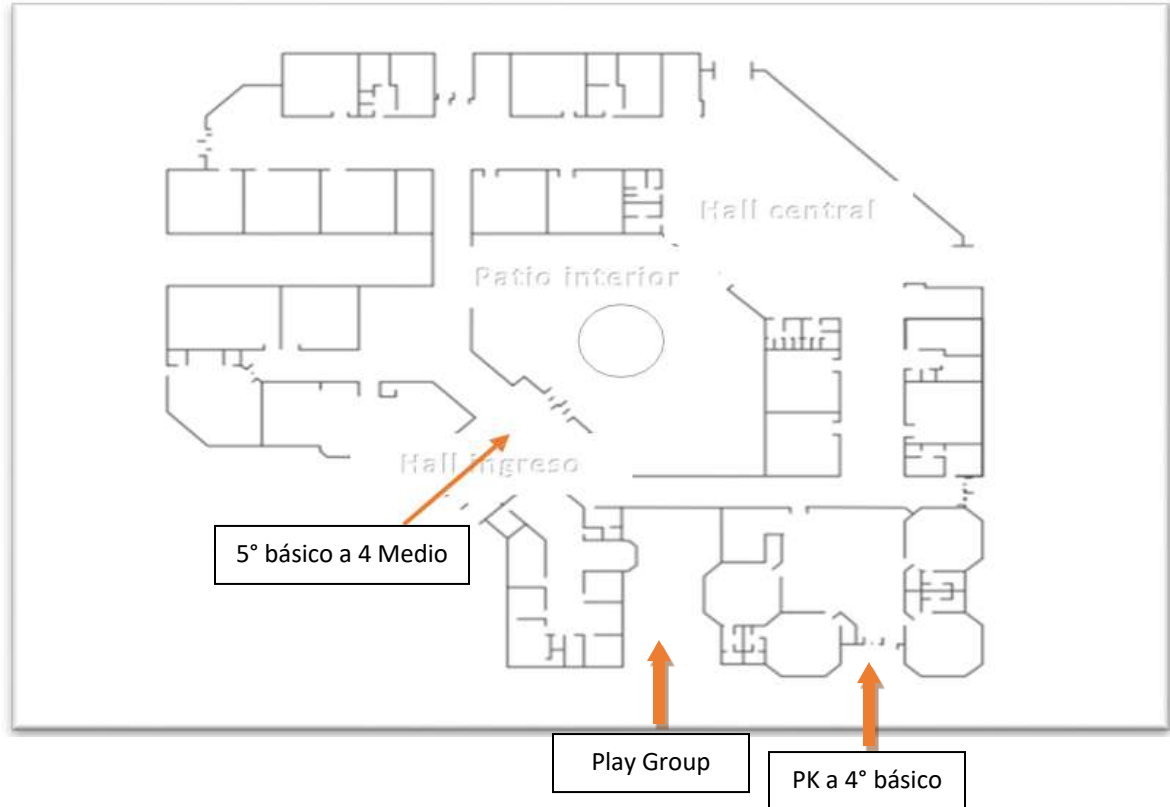 Hall central
Patio interior
Hall ingreso
5° básico a 4 Medio
Play Group
PK a 4° básico